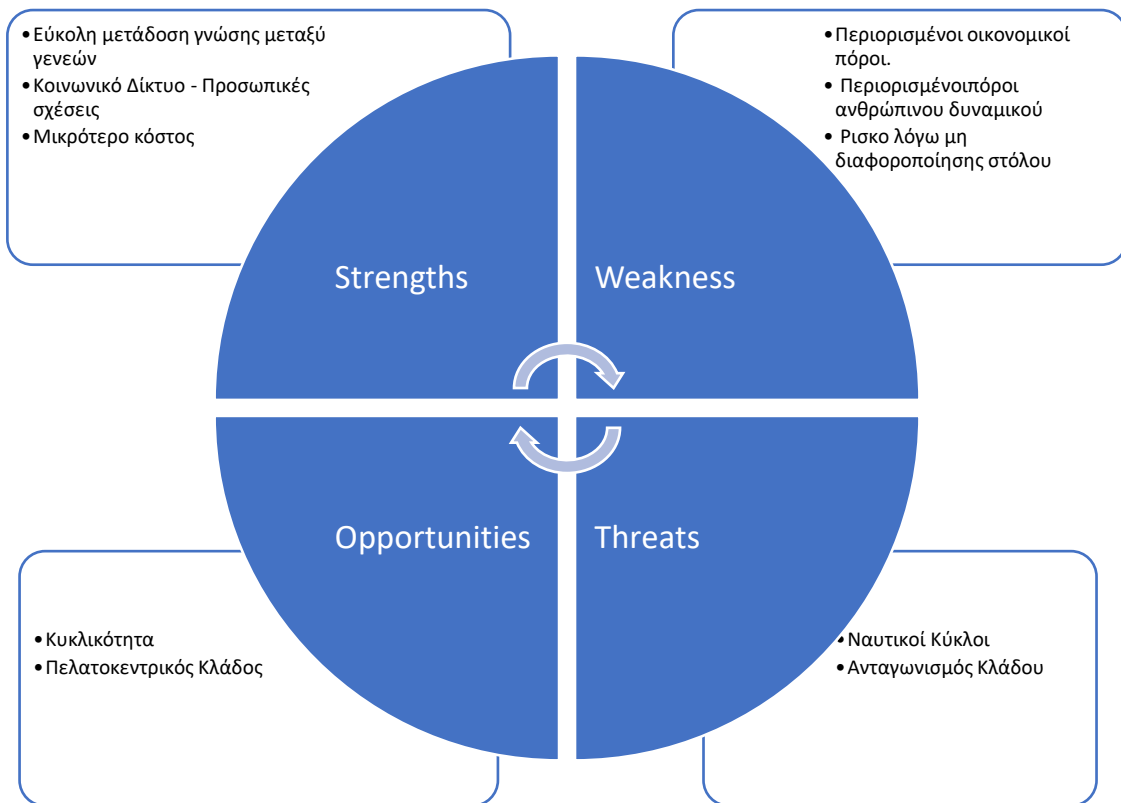 •Εύκολη μετάδοση γνώσης μεταξύ
γενεών
•Κοινωνικό Δίκτυο - Προσωπικές
σχέσεις
•Μικρότερο κόστος
•Περιορισμένοι οικονομικοί
πόροι.
• Περιορισμένοιπόροι
ανθρώπινου δυναμικού
• Ρισκο λόγω μη
διαφοροποίησης στόλου
Strengths
Weakness
Opportunities
Threats
•Κυκλικότητα
•Πελατοκεντρικός Κλάδος
•Ναυτικοί Κύκλοι
•Ανταγωνισμός Κλάδου